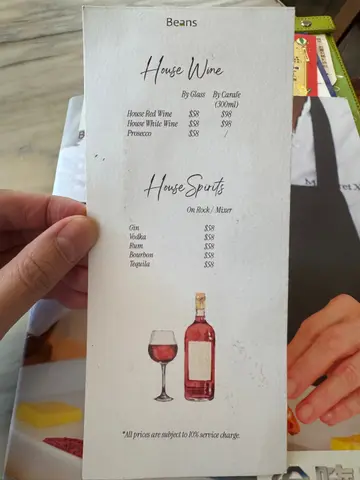 Beans
House Wine
By Glass By Carafe
(300ml)
House Red Wine $58 $98
House White Wine $58 $98
Prosecco $58 /
House Spirits
On Rock / Mixer
Gin $58
Vodka $58
Rum $58
Bourbon $58
Tequila $58
*All prices are subject to 10% service charge.